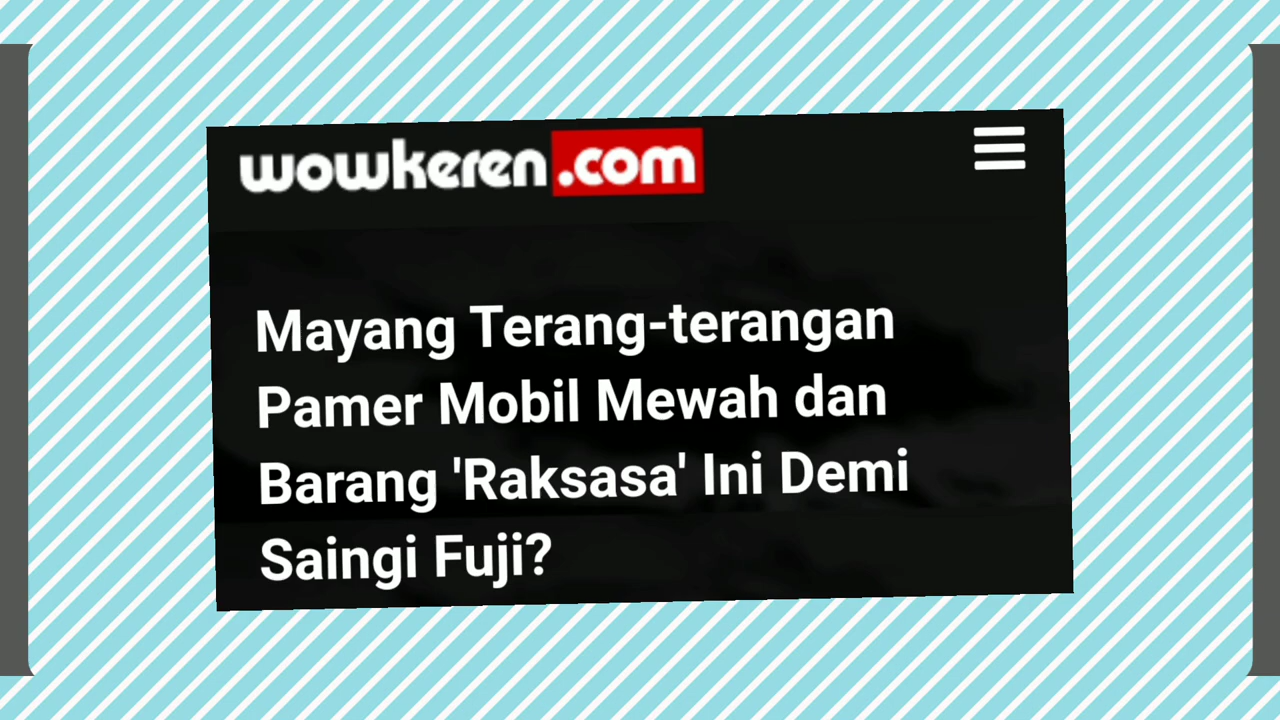 wowkeren.com
Mayang Terang-terangan
Pamer Mobil Mewah dan
Barang 'Raksasa' Ini Demi
Saingi Fuji?